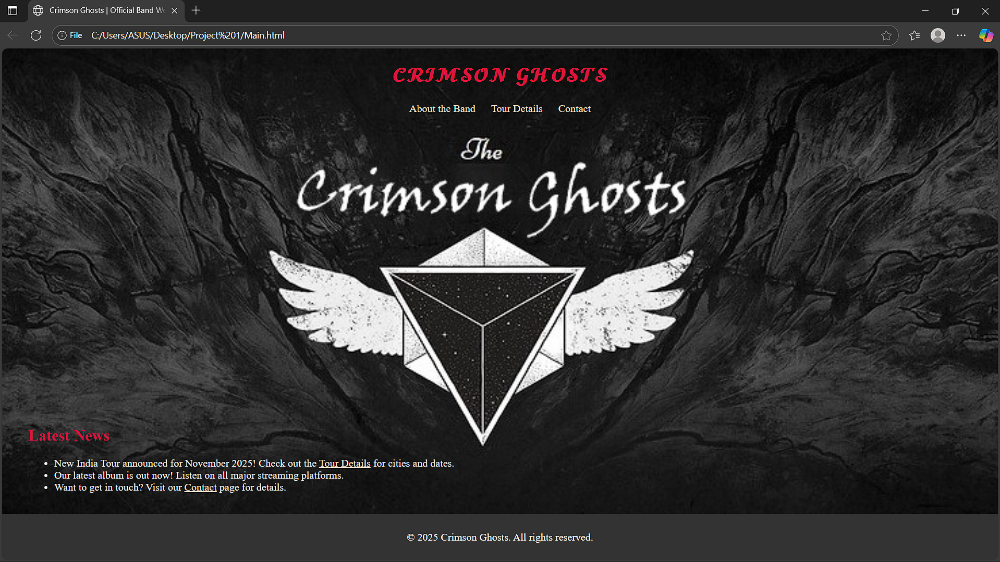 Crimson Ghosts | Official Band We
File C:/Users/ASUS/Desktop/Project%201/Main.html
CRIMSON GHOSTS
About the Band Tour Details Contact
The
Crimson Ghosts
Latest News
• New India Tour announced for November 2025! Check out the Tour Details for cities and dates.
• Our latest album is out now! Listen on all major streaming platforms.
• Want to get in touch? Visit our Contact page for details.
© 2025 Crimson Ghosts. All rights reserved.